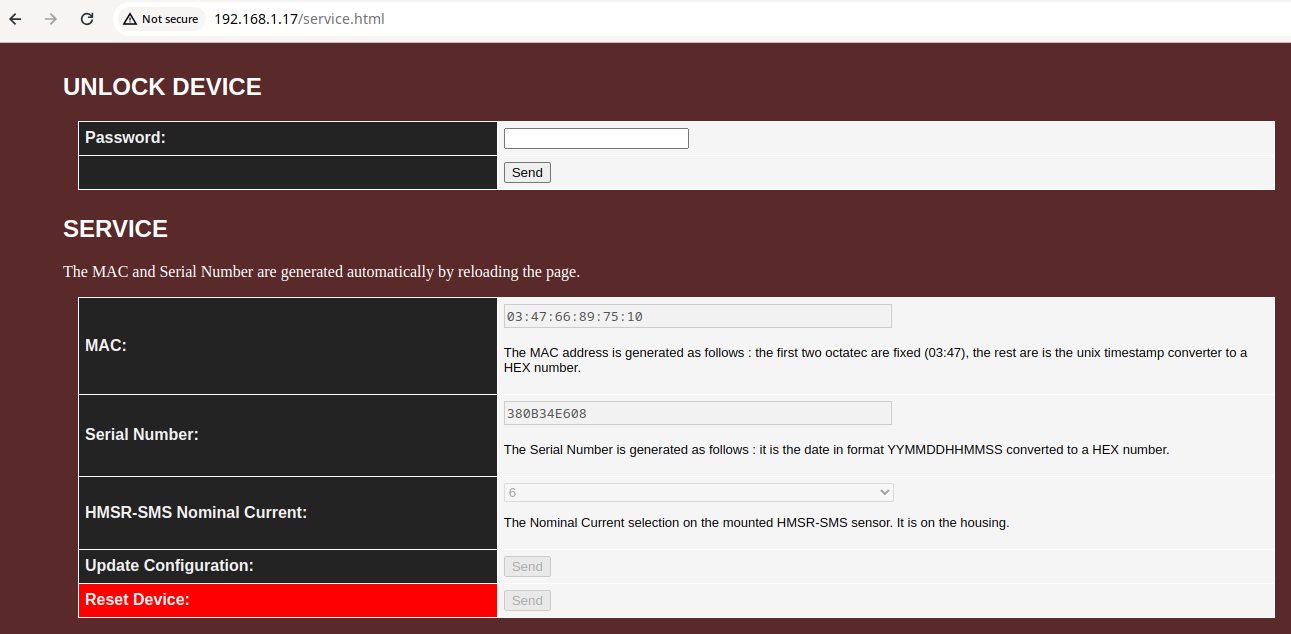 Not secure 192.168.1.17/service.html
UNLOCK DEVICE
Password:
Send
SERVICE
The MAC and Serial Number are generated automatically by reloading the page.
MAC:
03:47:66:89:75:10
The MAC address is generated as follows : the first two octatec are fixed (03:47), the rest are is the unix timestamp converter to a
HEX number.
Serial Number:
380B34E608
The Serial Number is generated as follows : it is the date in format YYMMDDHHMMSS converted to a HEX number.
HMSR-SMS Nominal Current:
6
The Nominal Current selection on the mounted HMSR-SMS sensor. It is on the housing.
Update Configuration:
Send
Reset Device:
Send